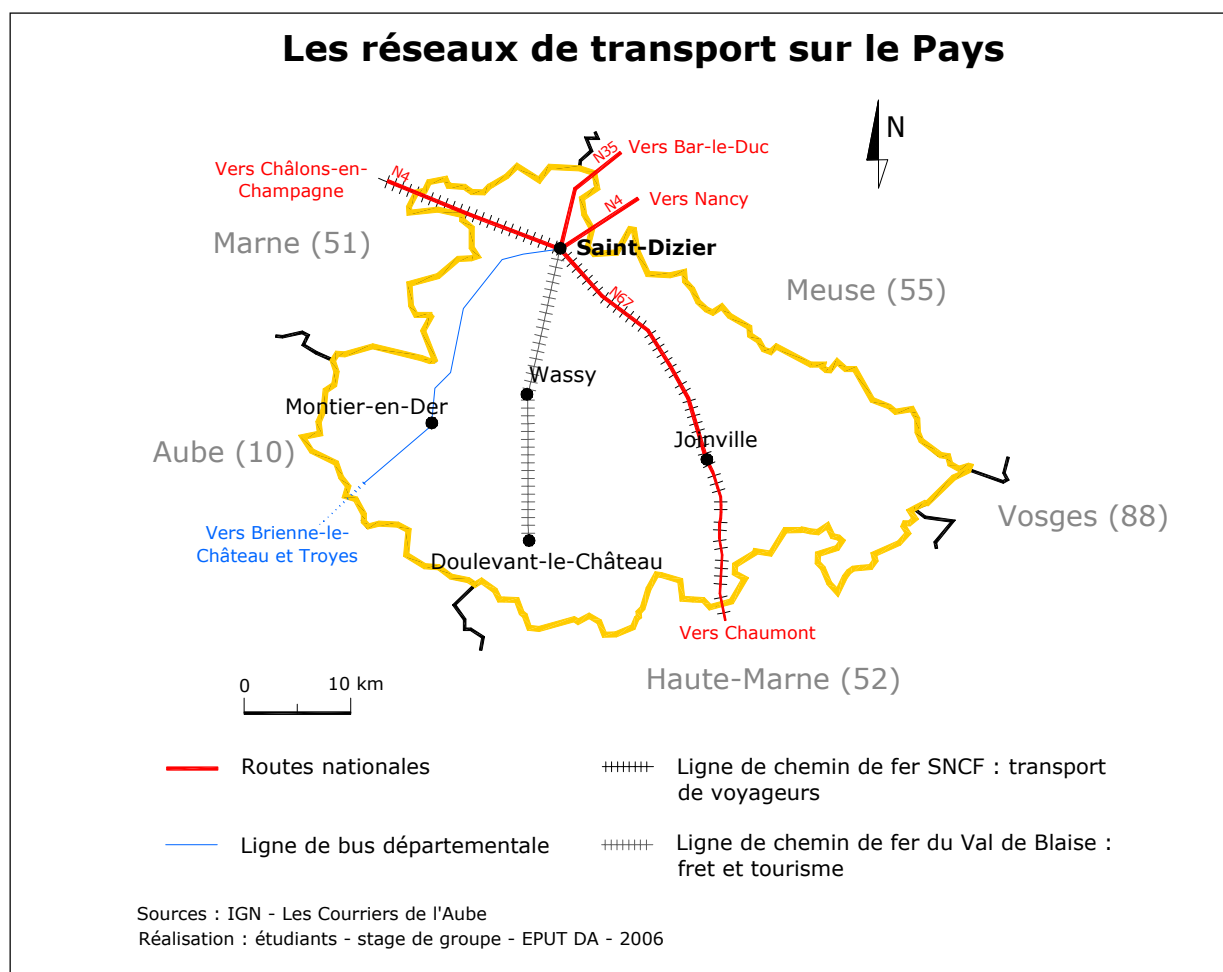 Les réseaux de transport sur le Pays
N
N35
Vers Bar-le-Duc
Vers Châlons-en-
Champagne
N4
N4
Vers Nancy
Marne (51)
Saint-Dizier
Meuse (55)
N67
Wassy
Montier-en-Der
Joinville
Aube (10)
Vosges (88)
Vers Brienne-le-
Château et Troyes
Doulevant-le-Château
Vers Chaumont
Haute-Marne (52)
0 10 km
Routes nationales
Ligne de chemin de fer SNCF : transport
de voyageurs
Ligne de bus départementale
Ligne de chemin de fer du Val de Blaise :
fret et tourisme
Sources : IGN - Les Courriers de l'Aube
Réalisation : étudiants - stage de groupe - EPUT DA - 2006